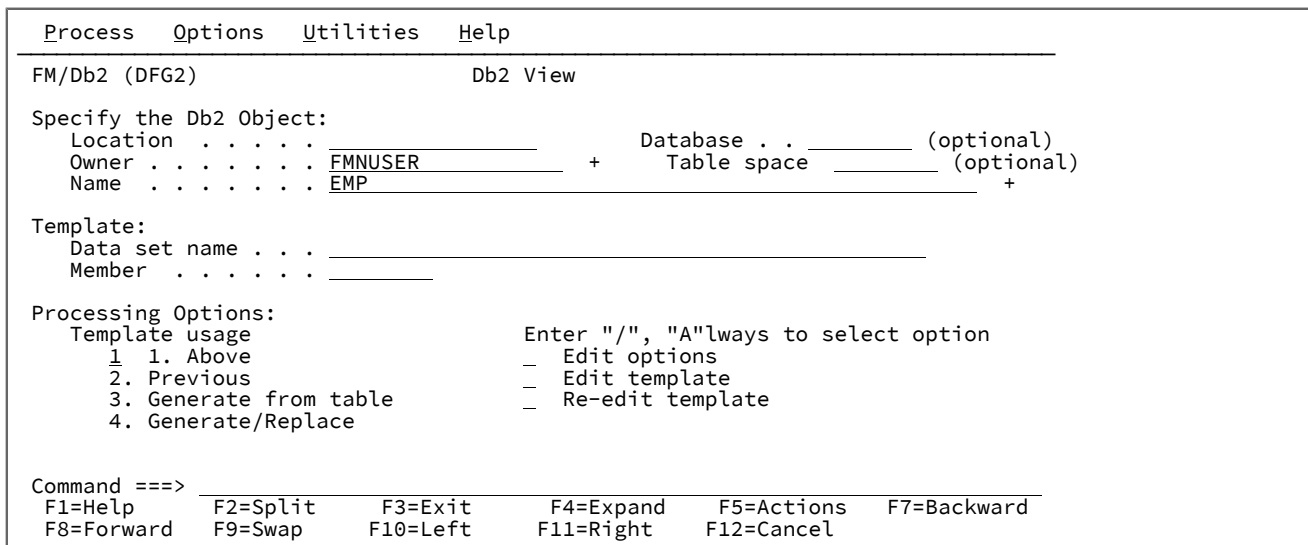 Process   Options   Utilities   Help
FM/Db2 (DFG2)   Db2 View
Specify the Db2 Object:
Location  . . . . .   Database . .   (optional)
Owner . . . . . . . FMNUSER   +   Table space   (optional)
Name  . . . . . . . EMP   +
Template:
Data set name . . .
Member  . . . . . .
Processing Options:
Template usage   Enter "/", "A"lways to select option
1  1. Above   _  Edit options
2. Previous   _  Edit template
3. Generate from table   _  Re-edit template
4. Generate/Replace
Command ===>
F1=Help   F2=Split   F3=Exit   F4=Expand   F5=Actions   F7=Backward
F8=Forward   F9=Swap   F10=Left   F11=Right   F12=Cancel